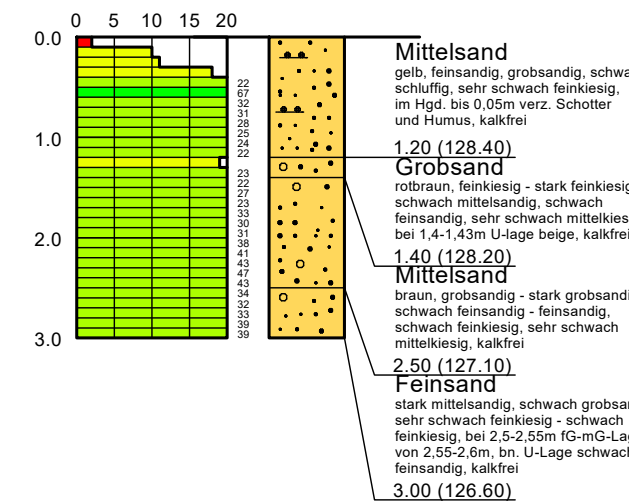 0 5 10 15 20
0.0
1.0
2.0
3.0
22
67
32
31
28
25
24
22
23
22
27
23
33
30
31
38
41
43
47
43
34
32
33
39
39
Mittelsand
gelb, feinsandig, grobsandig, schwa
schluffig, sehr schwach feinkiesig,
im Hgd. bis 0,05m verz. Schotter
und Humus, kalkfrei
1.20 (128.40)
Grobsand
rotbraun, feinkiesig - stark feinkiesig
schwach mittelsandig, schwach
feinsandig, sehr schwach mittelkies
bei 1,4-1,43m U-lage beige, kalkfrei
1.40 (128.20)
Mittelsand
braun, grobsandig - stark grobsandi
schwach feinsandig - feinsandig,
schwach feinkiesig, sehr schwach
mittelkiesig, kalkfrei
2.50 (127.10)
Feinsand
stark mittelsandig, schwach grobsan
sehr schwach feinkiesig - schwach
feinkiesig, bei 2,5-2,55m fG-mG-Lag
von 2,55-2,6m, bn. U-Lage schwach
feinsandig, kalkfrei
3.00 (126.60)